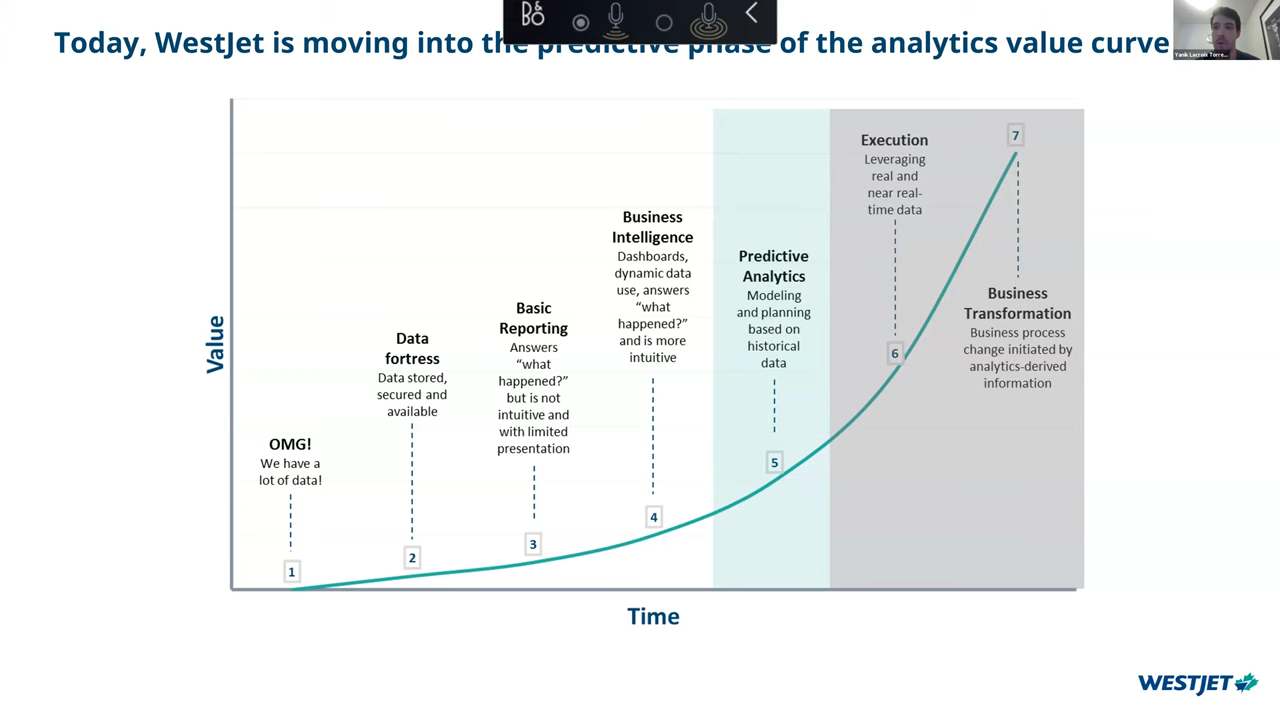 B&O
Today, WestJet is moving into the predictive phase of the analytics value curve
Yanik Lacroix Torre...
Value
OMG!
We have a
lot of data!
1
Data
fortress
Data stored,
secured and
available
2
Basic
Reporting
Answers
“what
happened?”
but is not
intuitive and
with limited
presentation
3
Business
Intelligence
Dashboards,
dynamic data
use, answers
“what
happened?”
and is more
intuitive
4
Predictive
Analytics
Modeling
and planning
based on
historical
data
5
Execution
Leveraging
real and
near real-
time data
6
7
Business
Transformation
Business process
change initiated by
analytics-derived
information
Time
WESTJET